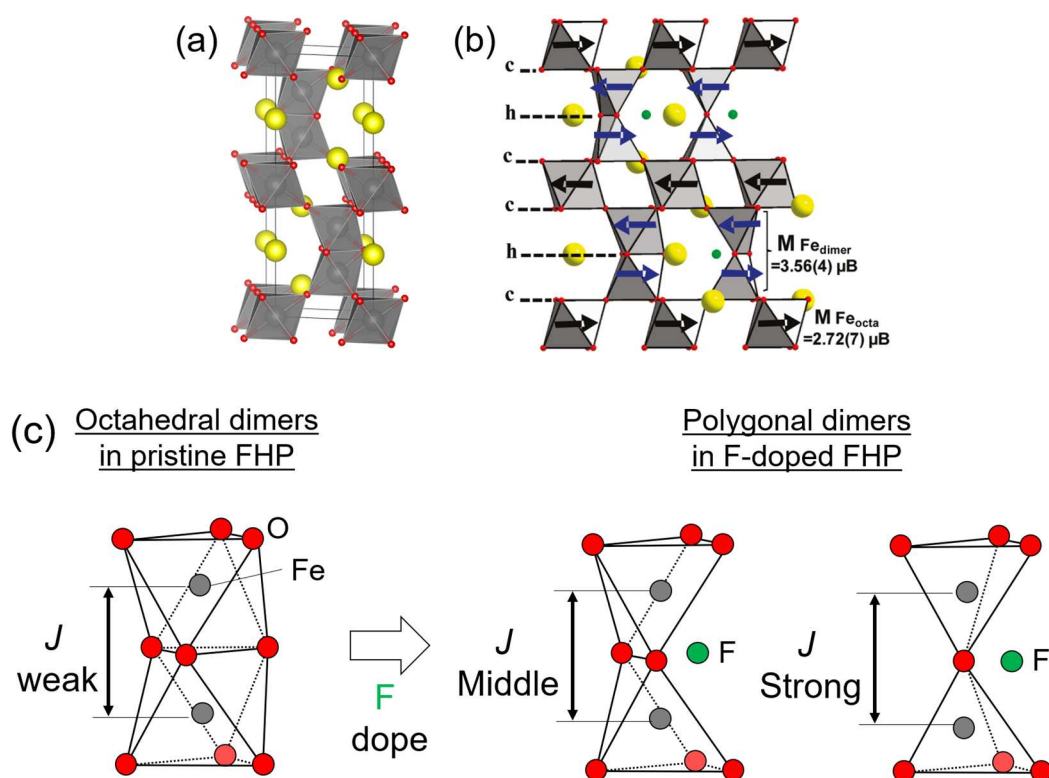 (a)
(b)
c
h
c
c
h
c
M Fedimer
=3.56(4) μB
M Feocta
=2.72(7) μB
(c)
Octahedral dimers
in pristine FHP
Polygonal dimers
in F-doped FHP
O
Fe
J
weak
F
dope
J
Middle
F
J
Strong
F